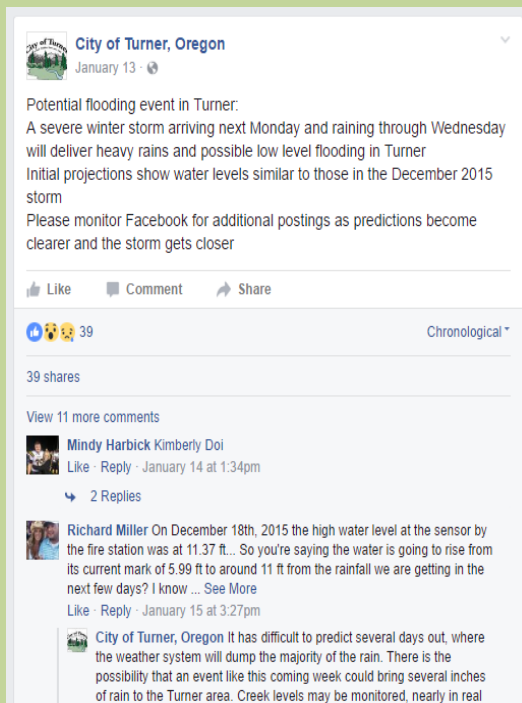 City of Turner
City of Turner, Oregon
January 13 ·
Potential flooding event in Turner:
A severe winter storm arriving next Monday and raining through Wednesday
will deliver heavy rains and possible low level flooding in Turner
Initial projections show water levels similar to those in the December 2015
storm
Please monitor Facebook for additional postings as predictions become
clearer and the storm gets closer
Like Comment Share
39 Chronological
39 shares
View 11 more comments
Mindy Harbick Kimberly Doi
Like · Reply · January 14 at 1:34pm
2 Replies
Richard Miller On December 18th, 2015 the high water level at the sensor by
the fire station was at 11.37 ft... So you're saying the water is going to rise from
its current mark of 5.99 ft to around 11 ft from the rainfall we are getting in the
next few days? I know ... See More
Like · Reply · January 15 at 3:27pm
City of Turner, Oregon It has difficult to predict several days out, where
the weather system will dump the majority of the rain. There is the
possibility that an event like this coming week could bring several inches
of rain to the Turner area. Creek levels may be monitored, nearly in real